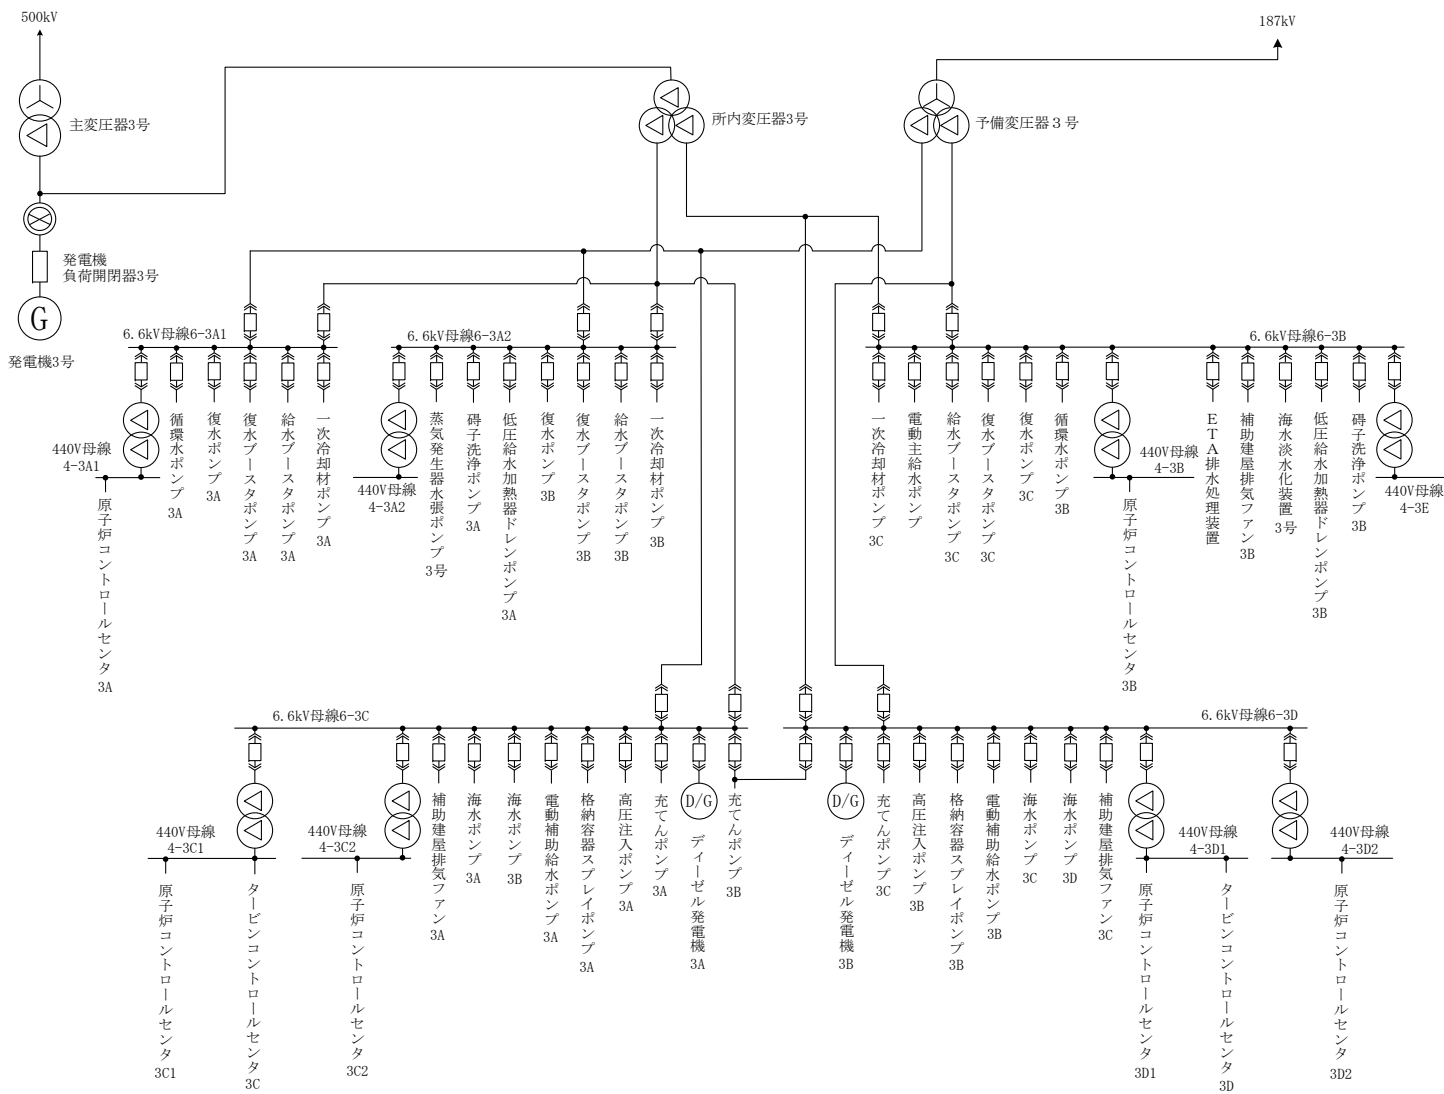 500kV
187kV
主変圧器3号
所内変圧器3号
予備変圧器３号
発電機
負荷開閉器3号
G
発電機3号
6.6kV母線6-3A1
6.6kV母線6-3A2
6.6kV母線6-3B
440V母線
4-3A1
原子炉コントロールセンタ
3A
循環水ポンプ
3A
復水ポンプ
3A
復水ブースタポンプ
3A
給水ブースタポンプ
3A
一次冷却材ポンプ
3A
440V母線
4-3A2
蒸気発生器水張ポンプ
3号
碍子洗浄ポンプ
3A
低圧給水加熱器ドレンポンプ
3A
復水ポンプ
3B
復水ブースタポンプ
3B
給水ブースタポンプ
3B
一次冷却材ポンプ
3B
一次冷却材ポンプ
3C
電動主給水ポンプ
給水ブースタポンプ
3C
復水ブースタポンプ
3C
復水ポンプ
3C
循環水ポンプ
3B
440V母線
4-3B
原子炉コントロールセンタ
3B
ＥＴＡ排水処理装置
補助建屋排気ファン
3B
海水淡水化装置
3号
低圧給水加熱器ドレンポンプ
3B
碍子洗浄ポンプ
3B
440V母線
4-3E
6.6kV母線6-3C
6.6kV母線6-3D
440V母線
4-3C1
原子炉コントロールセンタ
3C1
タービンコントロールセンタ
3C
440V母線
4-3C2
原子炉コントロールセンタ
3C2
補助建屋排気ファン
3A
海水ポンプ
3A
海水ポンプ
3B
電動補助給水ポンプ
3A
格納容器スプレイポンプ
3A
高圧注入ポンプ
3A
充てんポンプ
3A
D/G
ディーゼル発電機
3A
充てんポンプ
3B
D/G
ディーゼル発電機
3B
充てんポンプ
3C
高圧注入ポンプ
3B
格納容器スプレイポンプ
3B
電動補助給水ポンプ
3B
海水ポンプ
3C
海水ポンプ
3D
補助建屋排気ファン
3C
440V母線
4-3D1
原子炉コントロールセンタ
3D1
タービンコントロールセンタ
3D
440V母線
4-3D2
原子炉コントロールセンタ
3D2